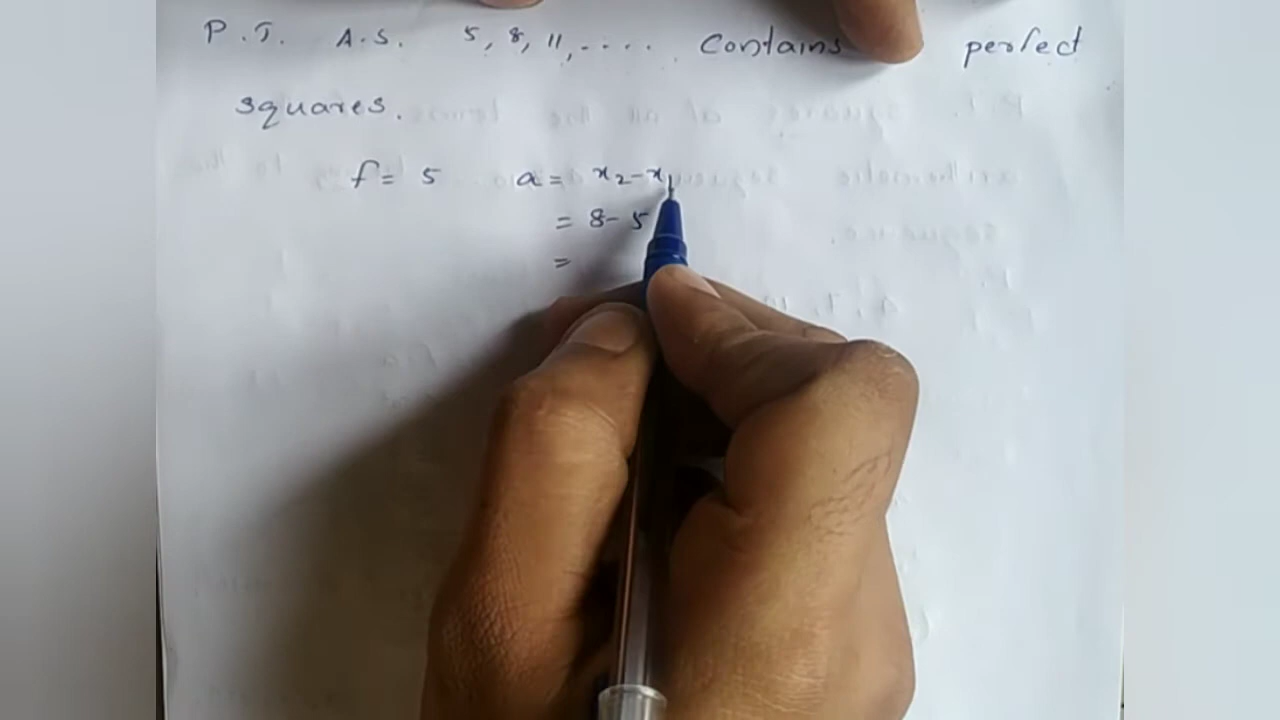 P.T. A.S. 5, 8, 11, .... Contains perfect
squares.
f = 5 a = x₂ - x₁
= 8 - 5
=